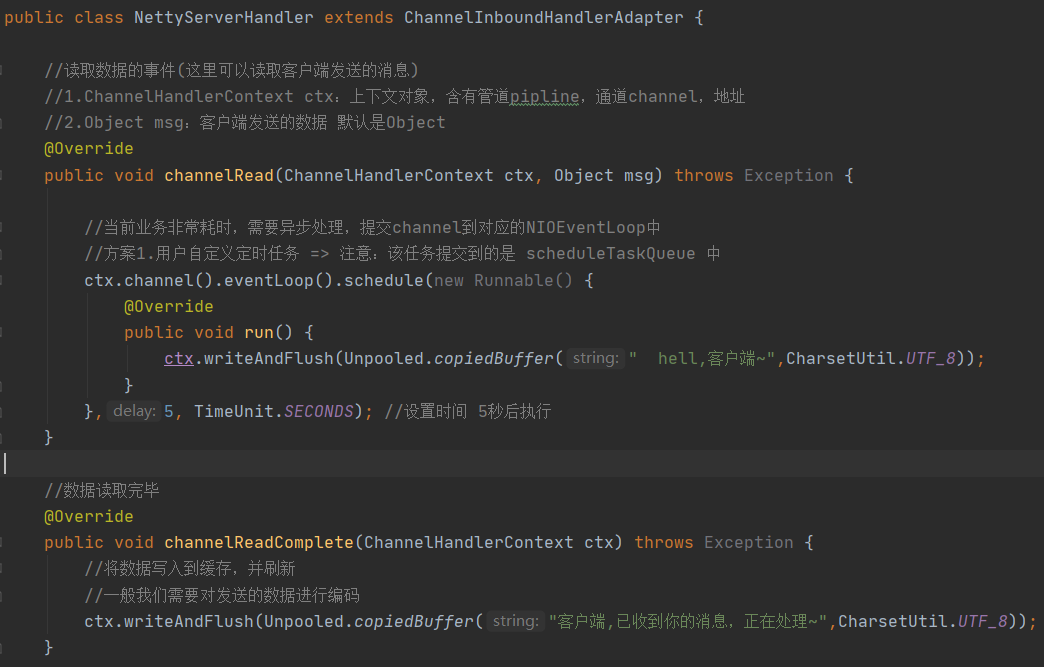 public class NettyServerHandler extends ChannelInboundHandlerAdapter {
//读取数据的事件(这里可以读取客户端发送的消息)
//1.ChannelHandlerContext ctx：上下文对象，含有管道pipline，通道channel，地址
//2.Object msg：客户端发送的数据 默认是Object
@Override
public void channelRead(ChannelHandlerContext ctx, Object msg) throws Exception {
//当前业务非常耗时，需要异步处理，提交channel到对应的NIOEventLoop中
//方案1.用户自定义定时任务 => 注意：该任务提交到的是 scheduleTaskQueue 中
ctx.channel().eventLoop().schedule(new Runnable() {
@Override
public void run() {
ctx.writeAndFlush(Unpooled.copiedBuffer( string: "  hell,客户端~",CharsetUtil.UTF_8));
}
}, delay: 5, TimeUnit.SECONDS); //设置时间 5秒后执行
}
//数据读取完毕
@Override
public void channelReadComplete(ChannelHandlerContext ctx) throws Exception {
//将数据写入到缓存，并刷新
//一般我们需要对发送的数据进行编码
ctx.writeAndFlush(Unpooled.copiedBuffer( string: "客户端,已收到你的消息，正在处理~",CharsetUtil.UTF_8));
}